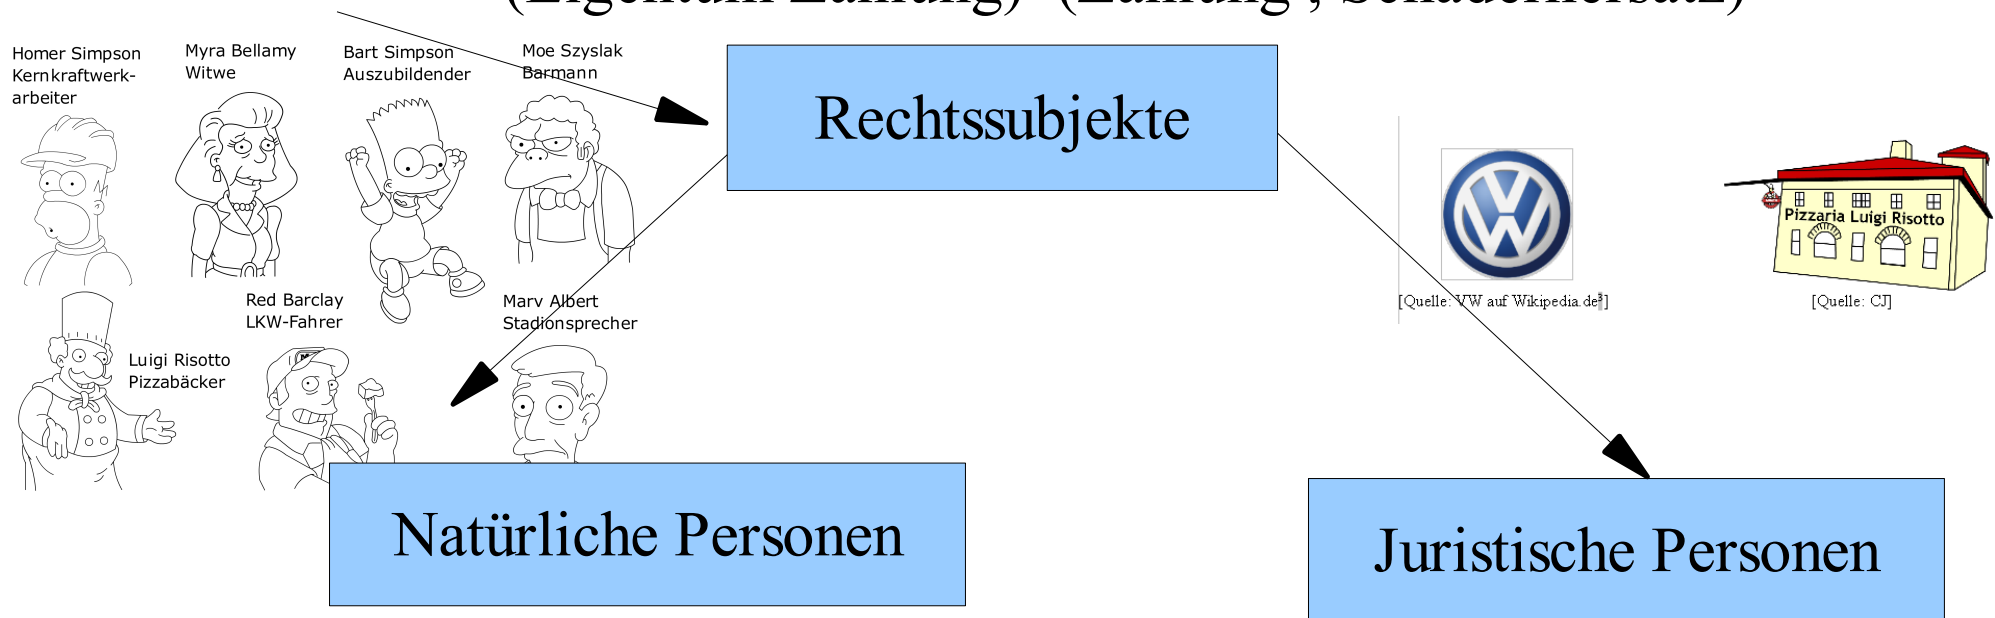 Homer Simpson
Kernkraftwerk-
arbeiter
Myra Bellamy
Witwe
Bart Simpson
Auszubildender
Moe Szyslak
Barmann
Rechtssubjekte
Pizzaria Luigi Risotto
[Quelle: VW auf Wikipedia.de³]
[Quelle: CJ]
Red Barclay
LKW-Fahrer
Marv Albert
Stadionsprecher
Luigi Risotto
Pizzabäcker
Natürliche Personen
Juristische Personen